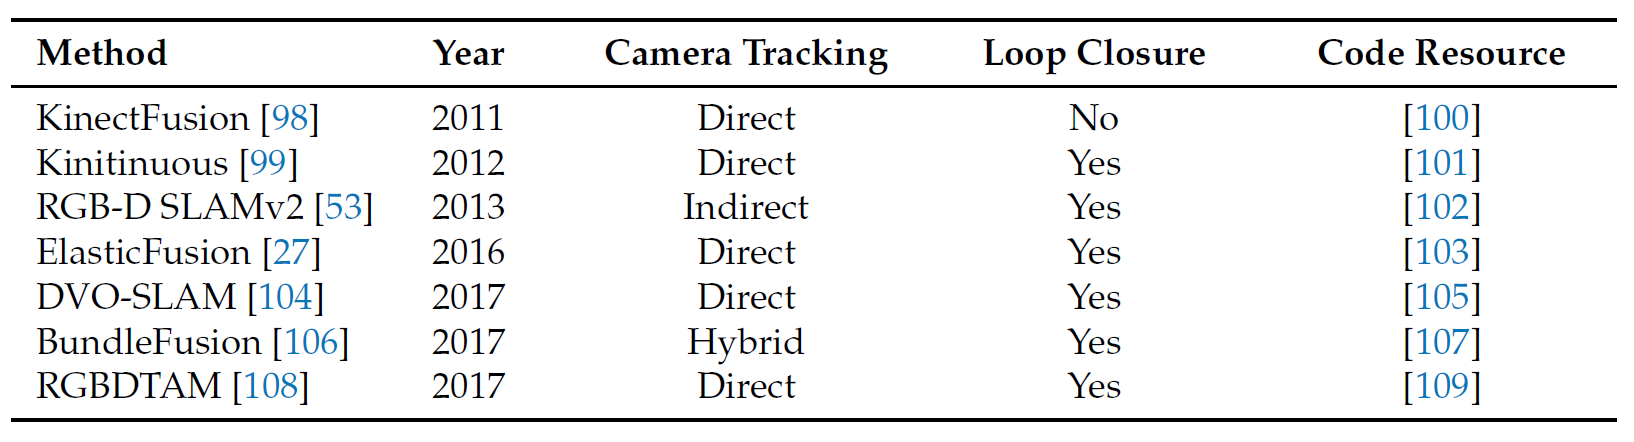 Method Year Camera Tracking Loop Closure Code Resource
KinectFusion [98] 2011 Direct No [100]
Kinitinuous [99] 2012 Direct Yes [101]
RGB-D SLAMv2 [53] 2013 Indirect Yes [102]
ElasticFusion [27] 2016 Direct Yes [103]
DVO-SLAM [104] 2017 Direct Yes [105]
BundleFusion [106] 2017 Hybrid Yes [107]
RGBDTAM [108] 2017 Direct Yes [109]